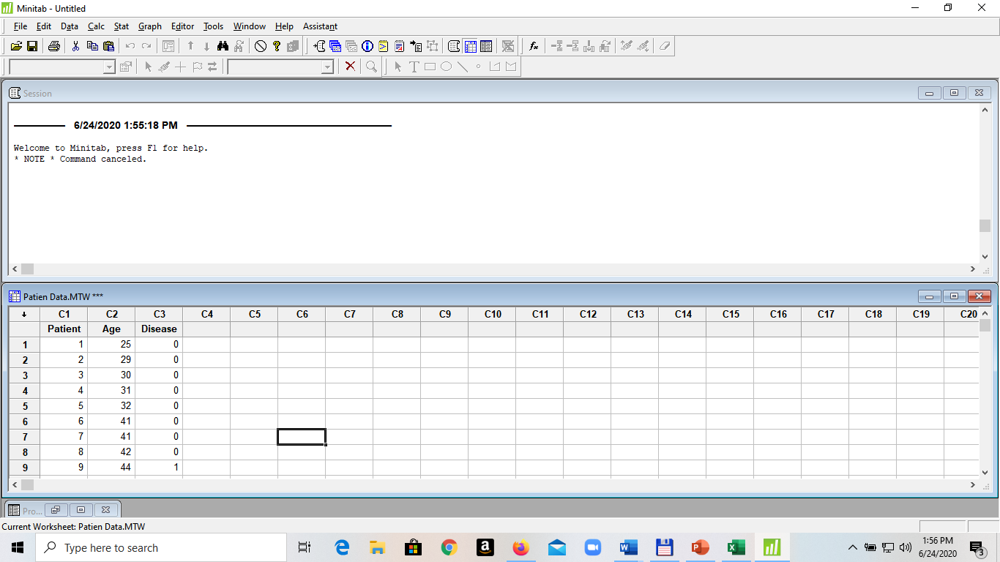 Minitab - Untitled
File Edit Data Calc Stat Graph Editor Tools Window Help Assistant
Session
6/24/2020 1:55:18 PM
Welcome to Minitab, press F1 for help.
* NOTE * Command canceled.
Patien Data.MTW ***
C1 C2 C3 C4 C5 C6 C7 C8 C9 C10 C11 C12 C13 C14 C15 C16 C17 C18 C19 C20
Patient Age Disease
1 1 25 0
2 2 29 0
3 3 30 0
4 4 31 0
5 5 32 0
6 6 41 0
7 7 41 0
8 8 42 0
9 9 44 1
Pro...
Current Worksheet: Patien Data.MTW
Type here to search
1:56 PM
6/24/2020
3